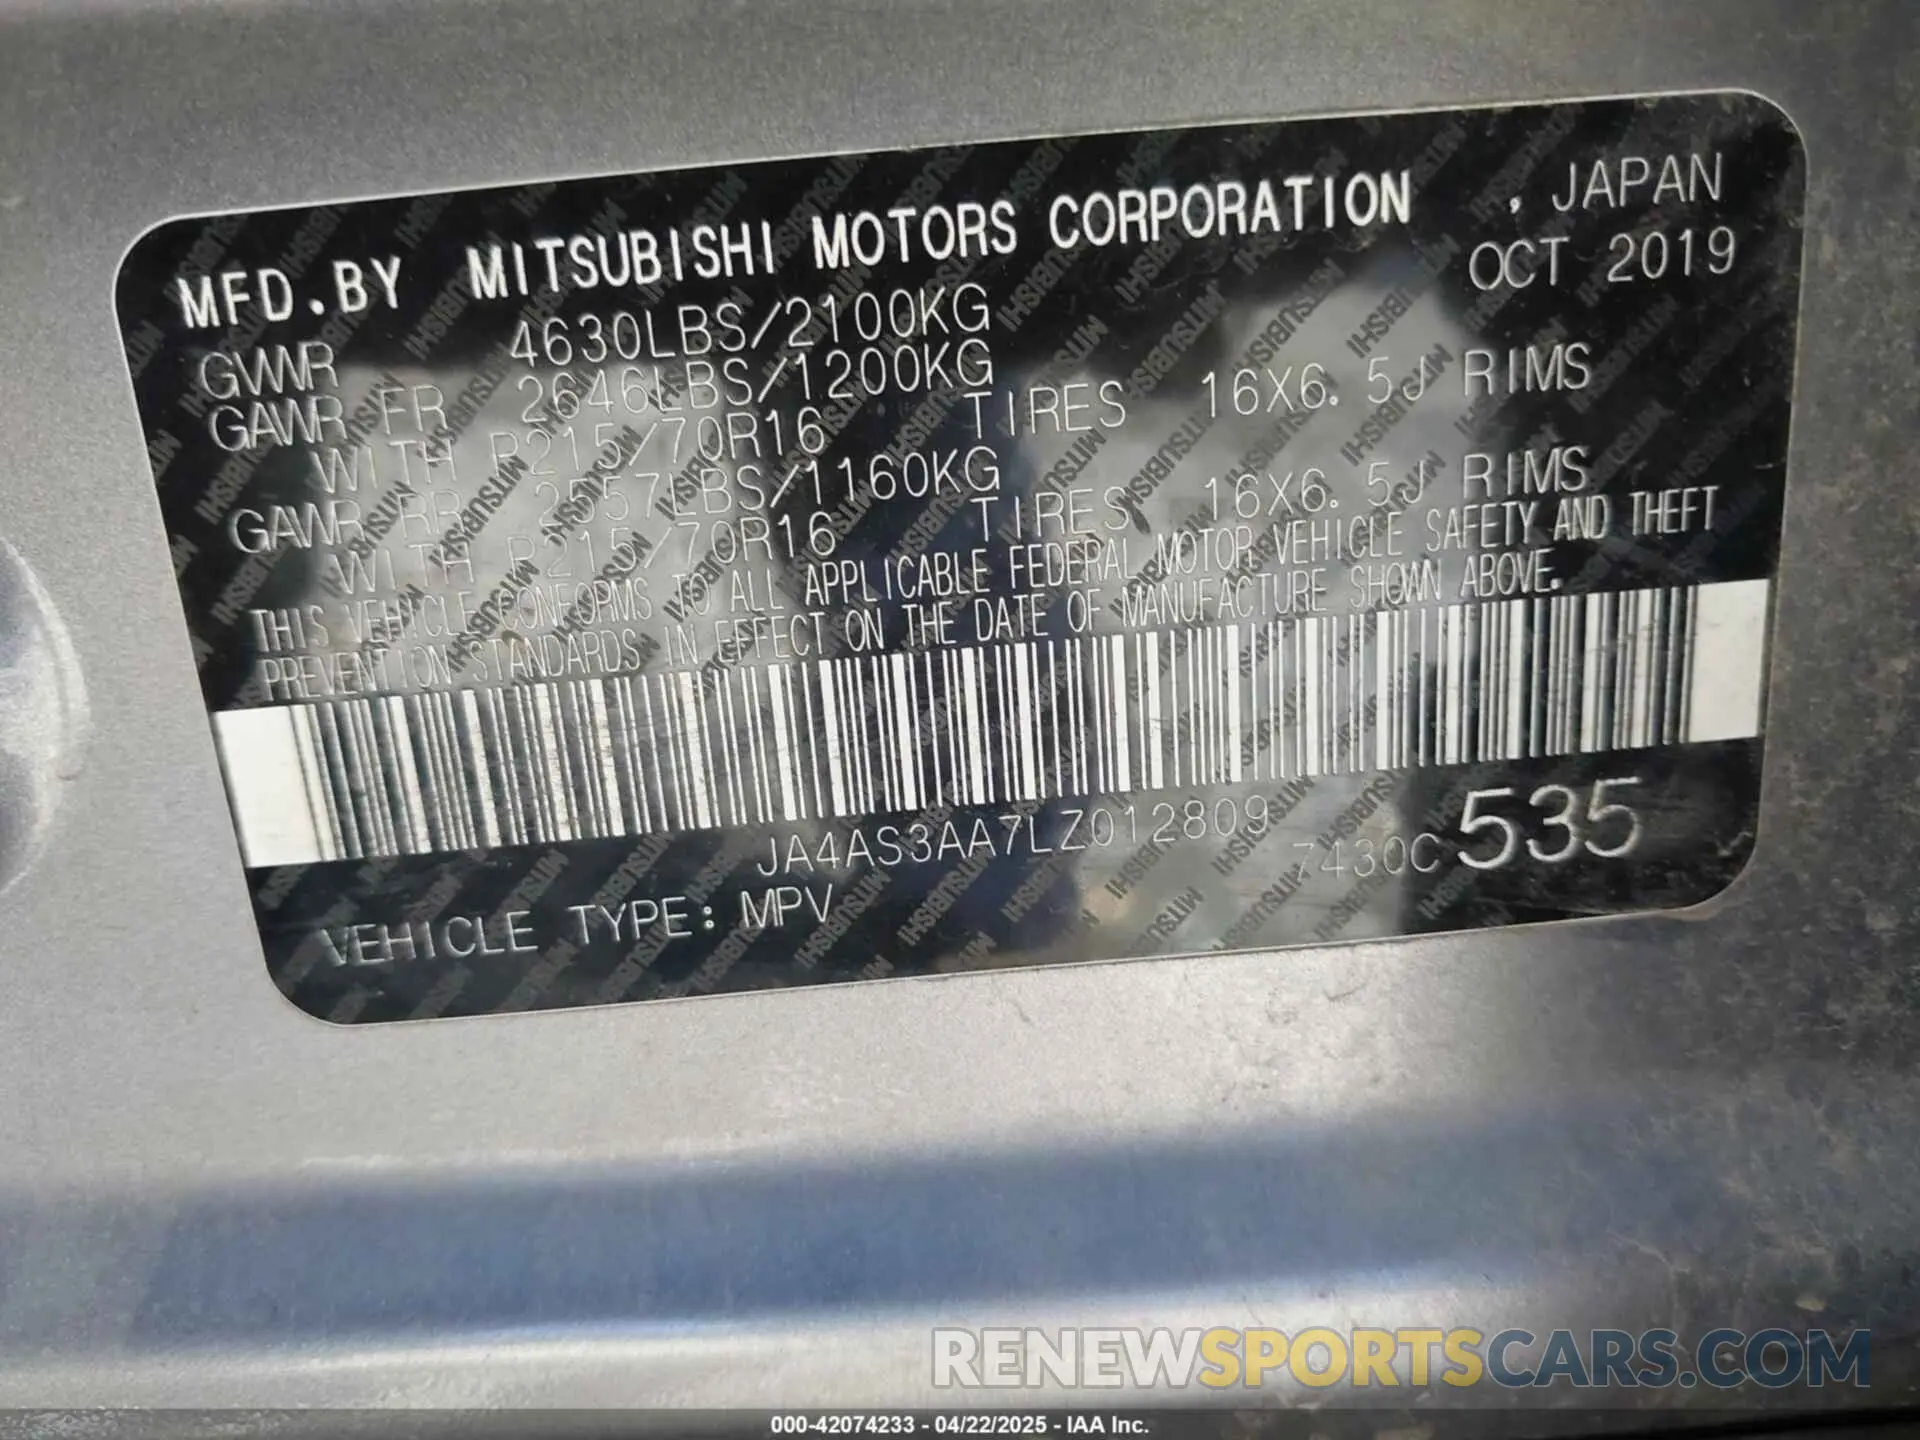 MFD.BY MITSUBISHI MOTORS CORPORATION , JAPAN
OCT 2019
GVWR 4630LBS/2100KG
GAWR FR 2646LBS/1200KG
WITH P215/70R16 TIRES 16X6.5J RIMS
GAWR RR 2557LBS/1160KG
WITH P215/70R16 TIRES 16X6.5J RIMS
THIS VEHICLE CONFORMS TO ALL APPLICABLE FEDERAL MOTOR VEHICLE SAFETY AND THEFT
PREVENTION STANDARDS IN EFFECT ON THE DATE OF MANUFACTURE SHOWN ABOVE.
JA4AS3AA7LZ012809 7430C 535
VEHICLE TYPE: MPV
RENEWSPORTSCARS.COM
000-42074233 - 04/22/2025 - IAA Inc.